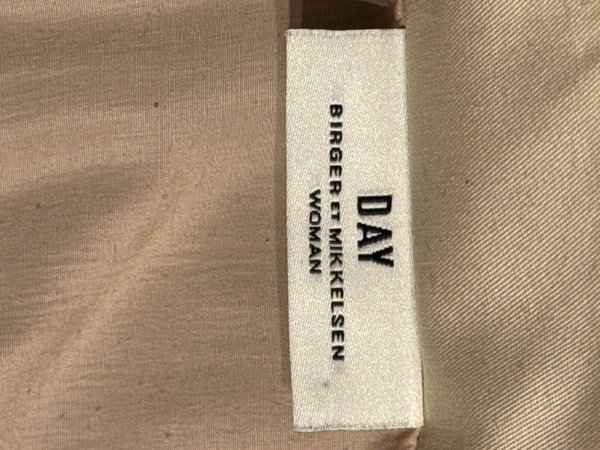 DAY
BIRGER ET MIKKELSEN
WOMAN